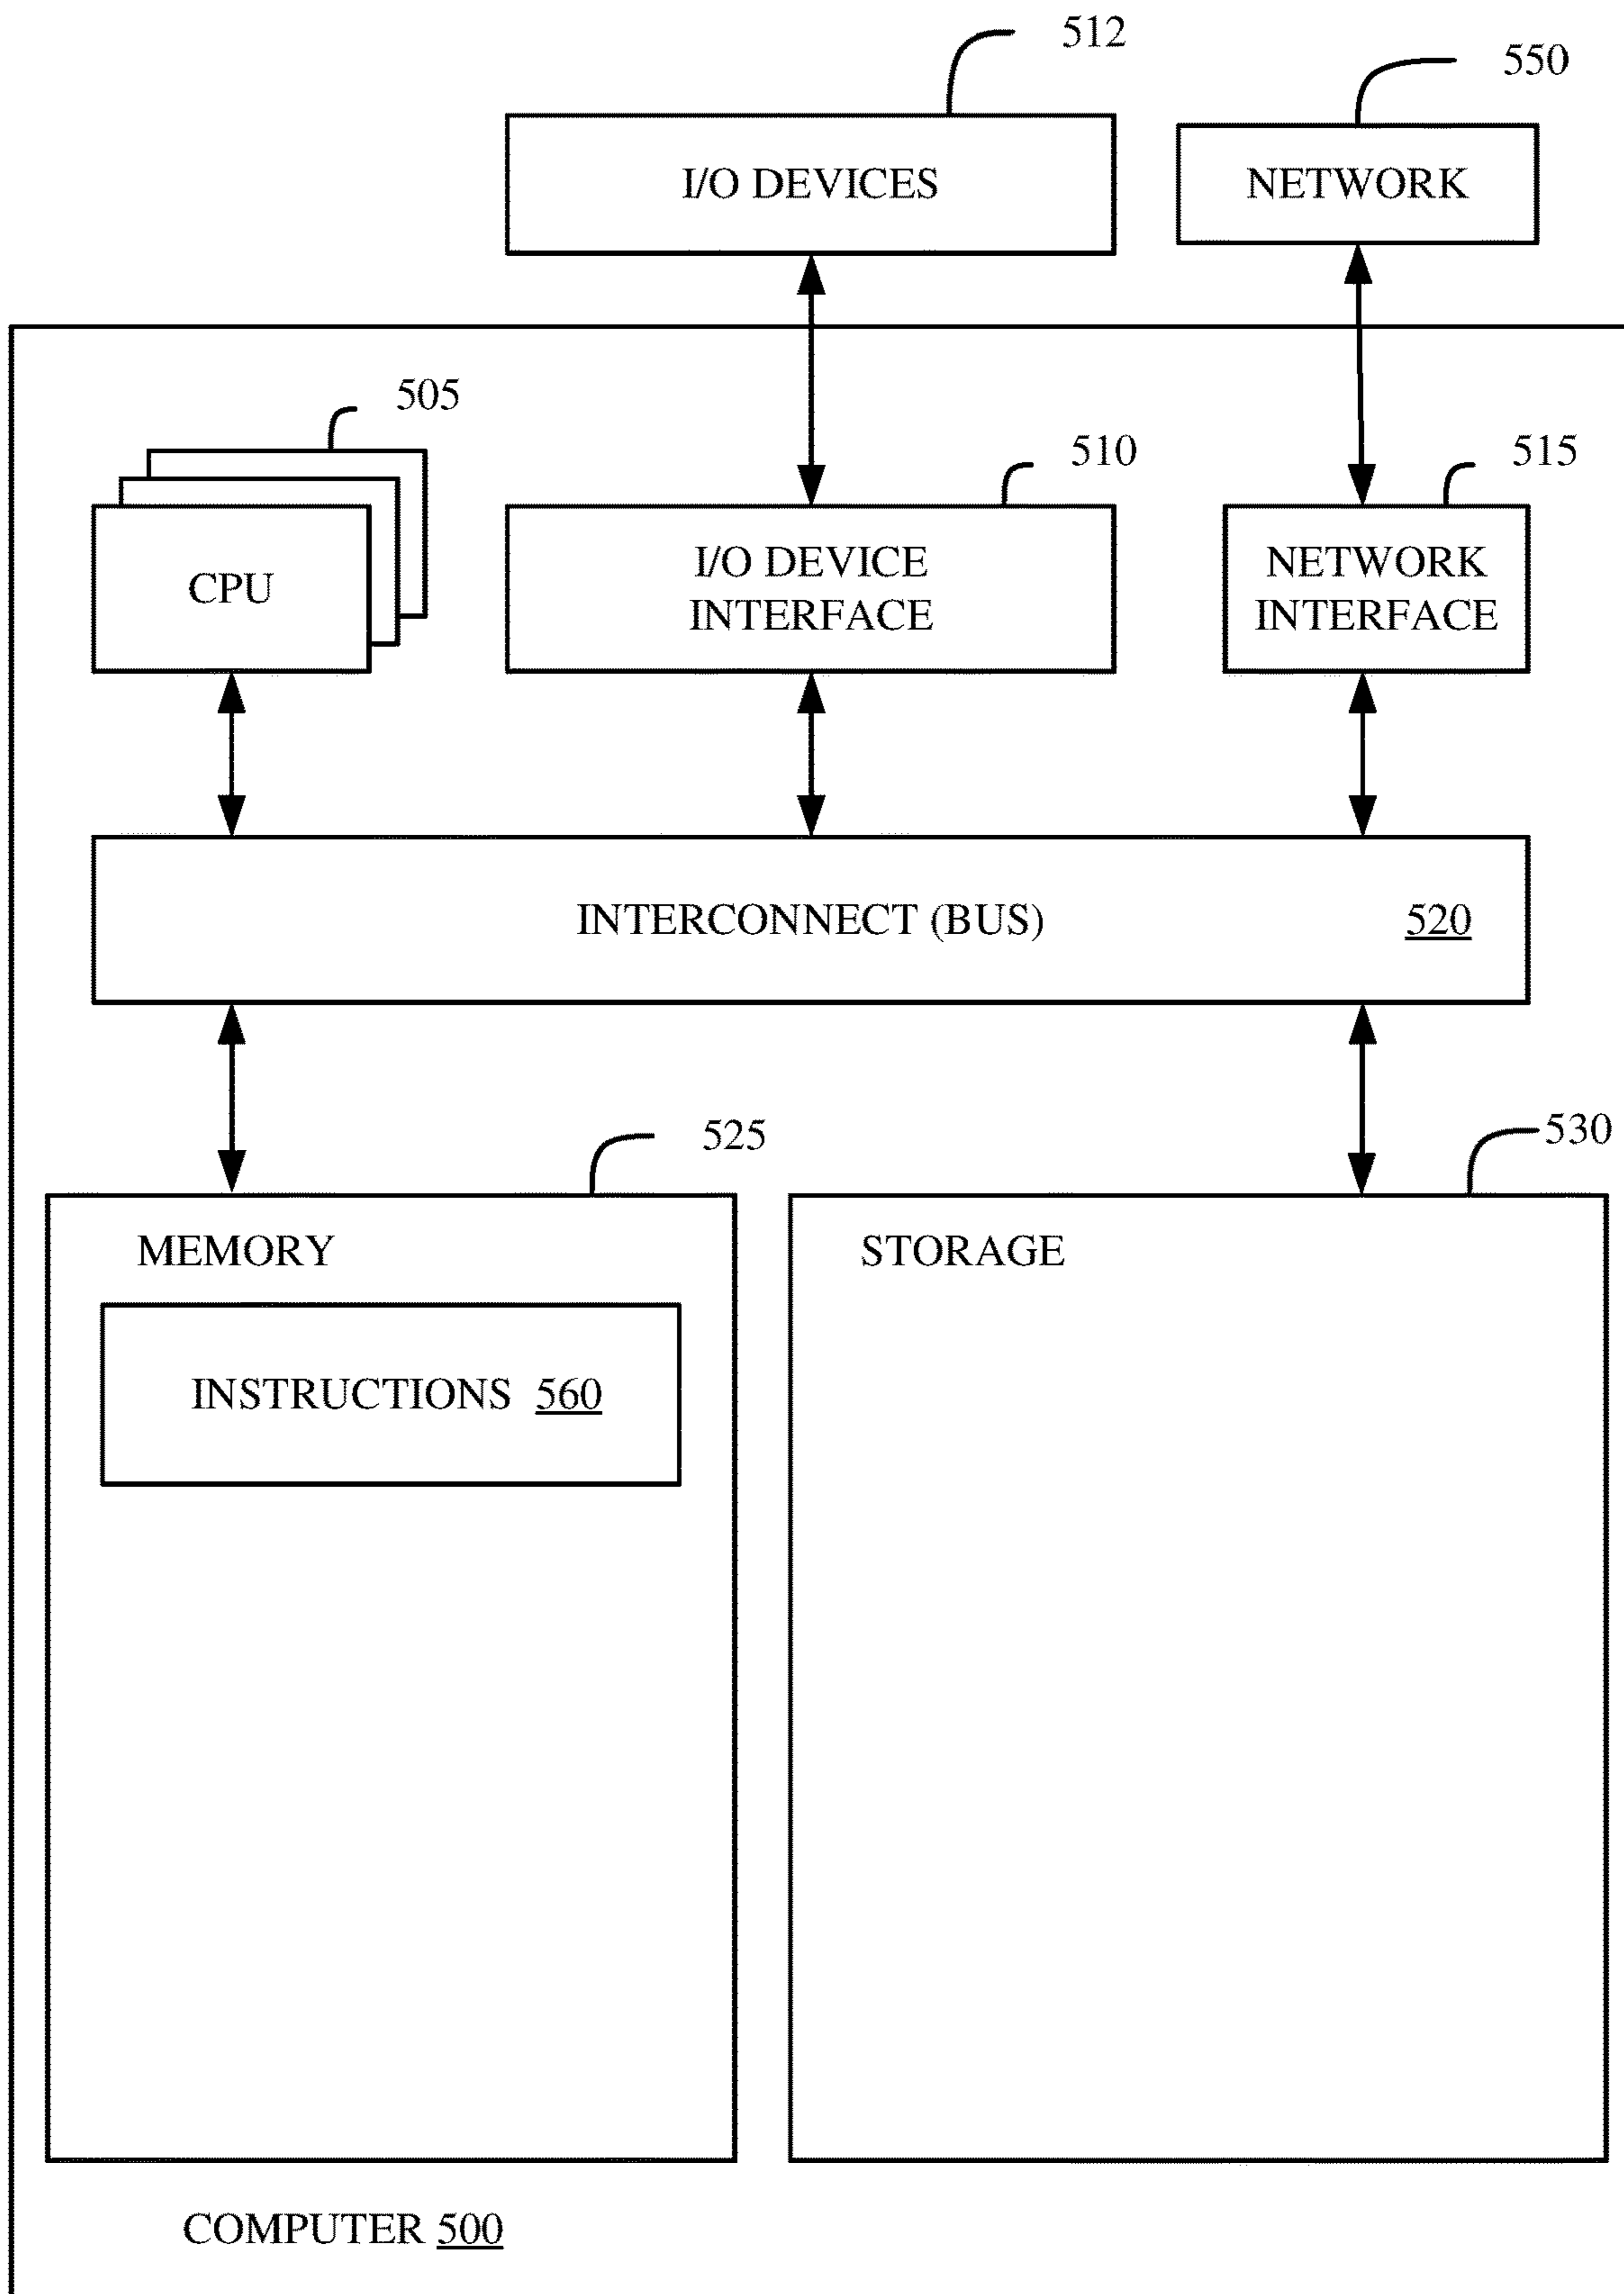 512
550
I/O DEVICES
NETWORK
505
510
515
CPU
I/O DEVICE
INTERFACE
NETWORK
INTERFACE
INTERCONNECT (BUS) 520
525
530
MEMORY
STORAGE
INSTRUCTIONS 560
COMPUTER 500